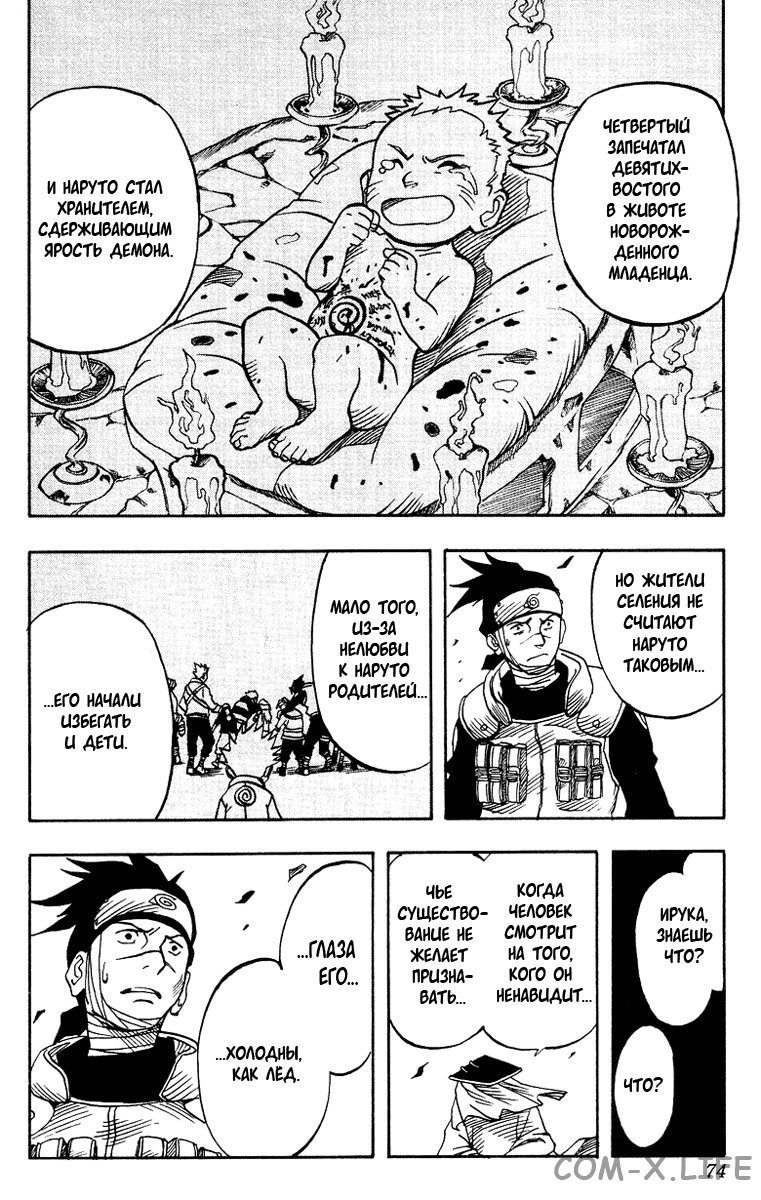 ЧЕТВЕРТЫЙ
ЗАПЕЧАТАЛ
ДЕВЯТИХ-
ВОСТОГО
В ЖИВОТЕ
НОВОРОЖ-
ДЕННОГО
МЛАДЕНЦА.
И НАРУТО СТАЛ
ХРАНИТЕЛЕМ,
СДЕРЖИВАЮЩИМ
ЯРОСТЬ ДЕМОНА.
НО ЖИТЕЛИ
СЕЛЕНИЯ НЕ
СЧИТАЮТ
НАРУТО
ТАКОВЫМ...
МАЛО ТОГО,
ИЗ-ЗА
НЕЛЮБВИ
К НАРУТО
РОДИТЕЛЕЙ...
...ЕГО НАЧАЛИ
ИЗБЕГАТЬ
И ДЕТИ.
ИРУКА,
ЗНАЕШЬ
ЧТО?
ЧТО?
КОГДА
ЧЕЛОВЕК
СМОТРИТ
НА ТОГО,
КОГО ОН
НЕНАВИДИТ...
ЧЬЕ
СУЩЕСТВО-
ВАНИЕ НЕ
ЖЕЛАЕТ
ПРИЗНА-
ВАТЬ...
...ГЛАЗА
ЕГО...
...ХОЛОДНЫ,
КАК ЛЁД.
74
COM-X.LIFE